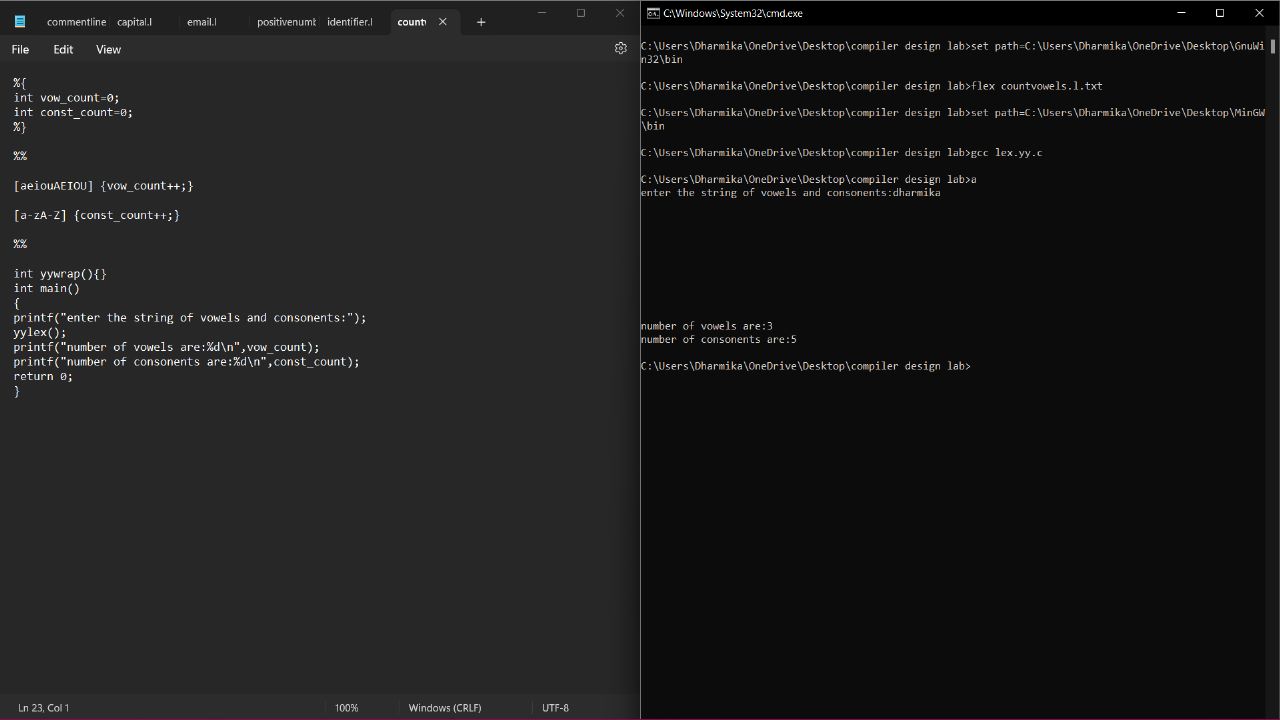 commentline capital.l email.l positivenumb identifier.l count
File Edit View
%{
int vow_count=0;
int const_count=0;
%}
%%
[aeiouAEIOU] {vow_count++;}
[a-zA-Z] {const_count++;}
%%
int yywrap(){}
int main()
{
printf("enter the string of vowels and consonents:");
yylex();
printf("number of vowels are:%d\n",vow_count);
printf("number of consonents are:%d\n",const_count);
return 0;
}
Ln 23, Col 1 100% Windows (CRLF) UTF-8
C:\Windows\System32\cmd.exe
C:\Users\Dharmika\OneDrive\Desktop\compiler design lab>set path=C:\Users\Dharmika\OneDrive\Desktop\GnuWi
n32\bin
C:\Users\Dharmika\OneDrive\Desktop\compiler design lab>flex countvowels.l.txt
C:\Users\Dharmika\OneDrive\Desktop\compiler design lab>set path=C:\Users\Dharmika\OneDrive\Desktop\MinGW
\bin
C:\Users\Dharmika\OneDrive\Desktop\compiler design lab>gcc lex.yy.c
C:\Users\Dharmika\OneDrive\Desktop\compiler design lab>a
enter the string of vowels and consonents:dharmika
number of vowels are:3
number of consonents are:5
C:\Users\Dharmika\OneDrive\Desktop\compiler design lab>